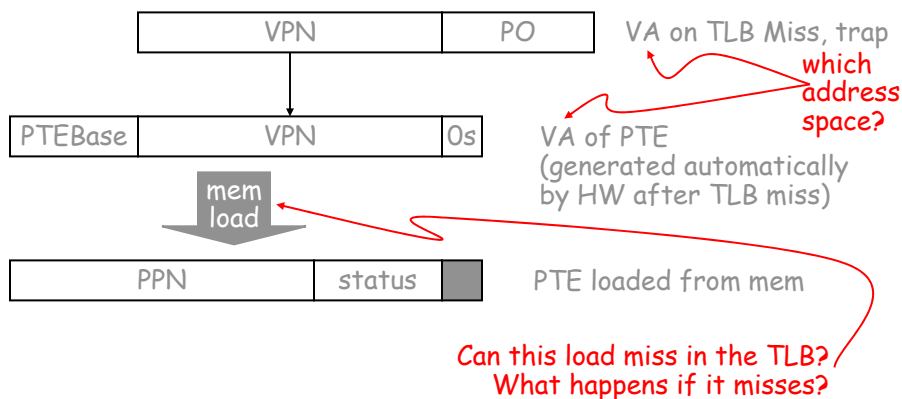 VPN PO VA on TLB Miss, trap
which
address
space?
PTEBase VPN 0s VA of PTE
(generated automatically
by HW after TLB miss)
mem
load
PPN status PTE loaded from mem
Can this load miss in the TLB?
What happens if it misses?